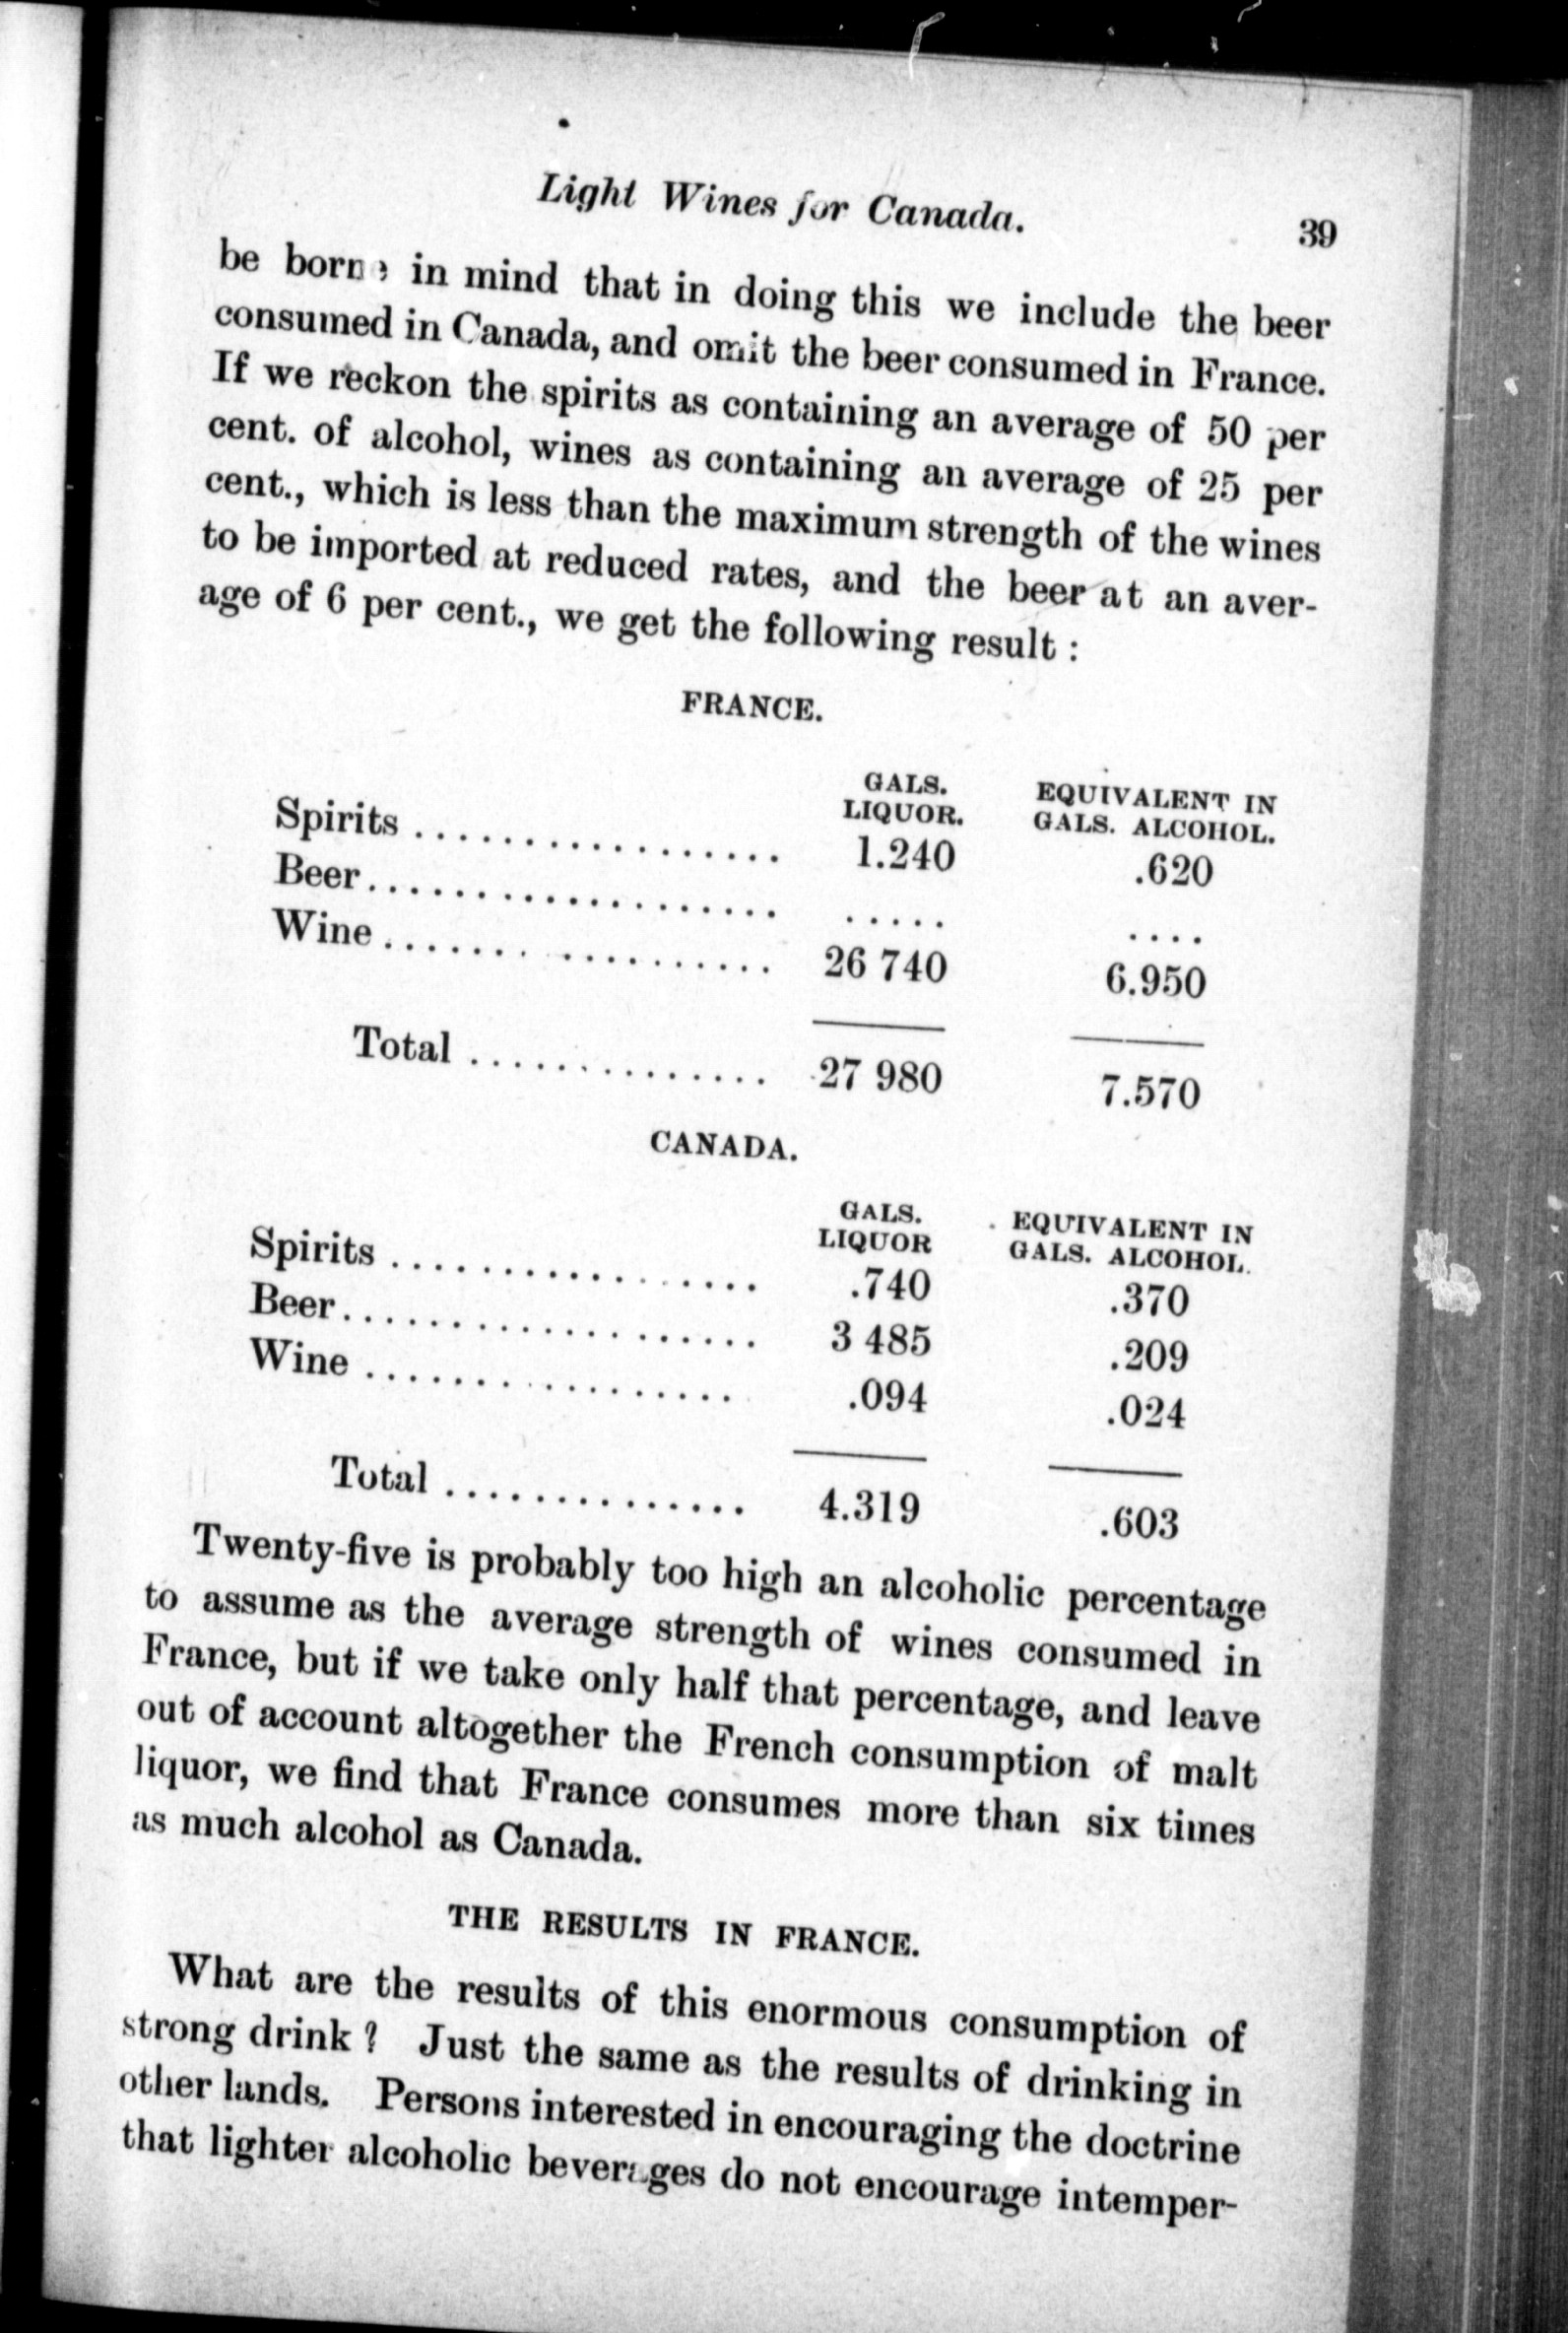 Light Wines for Canada. 39
be borne in mind that in doing this we include the beer
consumed in Canada, and omit the beer consumed in France.
If we reckon the spirits as containing an average of 50 per
cent. of alcohol, wines as containing an average of 25 per
cent., which is less than the maximum strength of the wines
to be imported at reduced rates, and the beer at an aver-
age of 6 per cent., we get the following result :
FRANCE.
GALS. EQUIVALENT IN
LIQUOR. GALS. ALCOHOL.
Spirits ................. 1.240 .620
Beer................... ..... ....
Wine ................. 26 740 6.950
Total .............. 27 980 7.570
CANADA.
GALS. EQUIVALENT IN
LIQUOR GALS. ALCOHOL.
Spirits ................. .740 .370
Beer................... 3 485 .209
Wine ................. .094 .024
Total .............. 4.319 .603
Twenty-five is probably too high an alcoholic percentage
to assume as the average strength of wines consumed in
France, but if we take only half that percentage, and leave
out of account altogether the French consumption of malt
liquor, we find that France consumes more than six times
as much alcohol as Canada.
THE RESULTS IN FRANCE.
What are the results of this enormous consumption of
strong drink ? Just the same as the results of drinking in
other lands. Persons interested in encouraging the doctrine
that lighter alcoholic beverages do not encourage intemper-